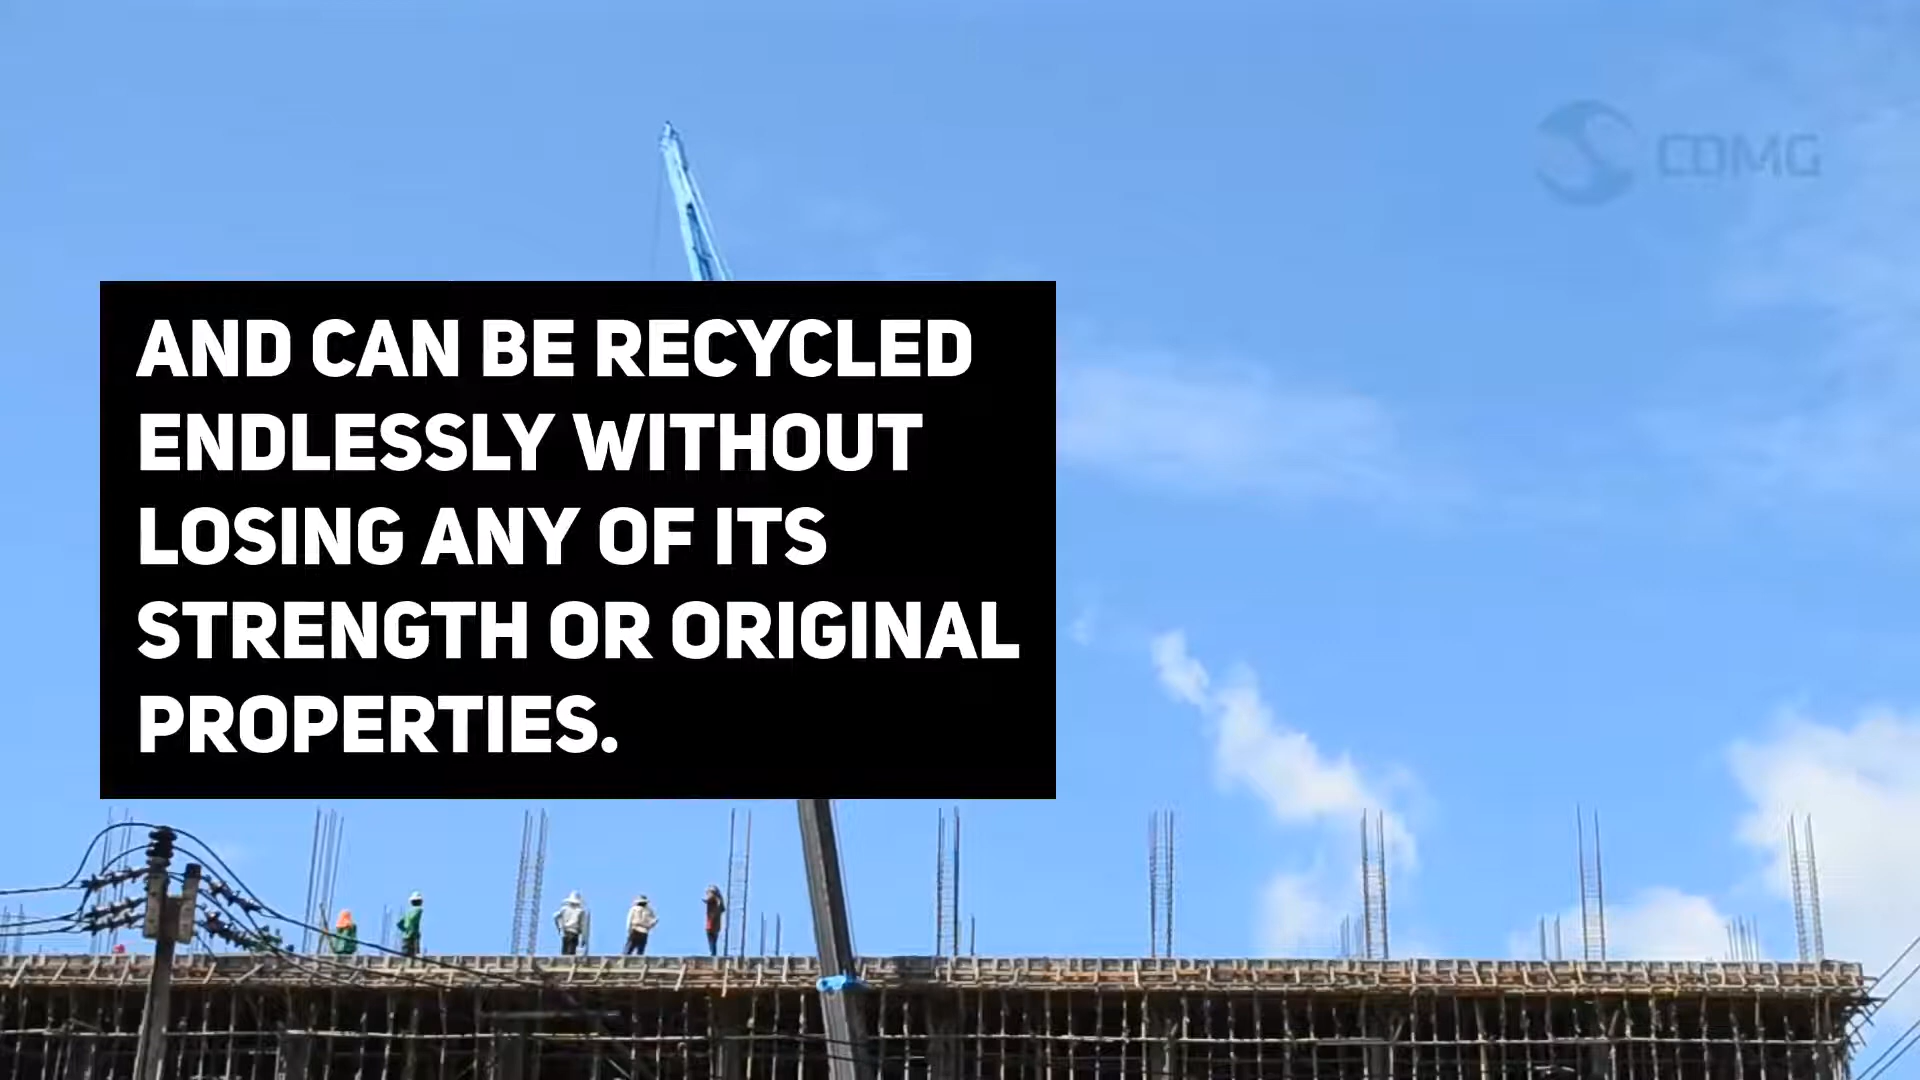 CDMG
AND CAN BE RECYCLED
ENDLESSLY WITHOUT
LOSING ANY OF ITS
STRENGTH OR ORIGINAL
PROPERTIES.